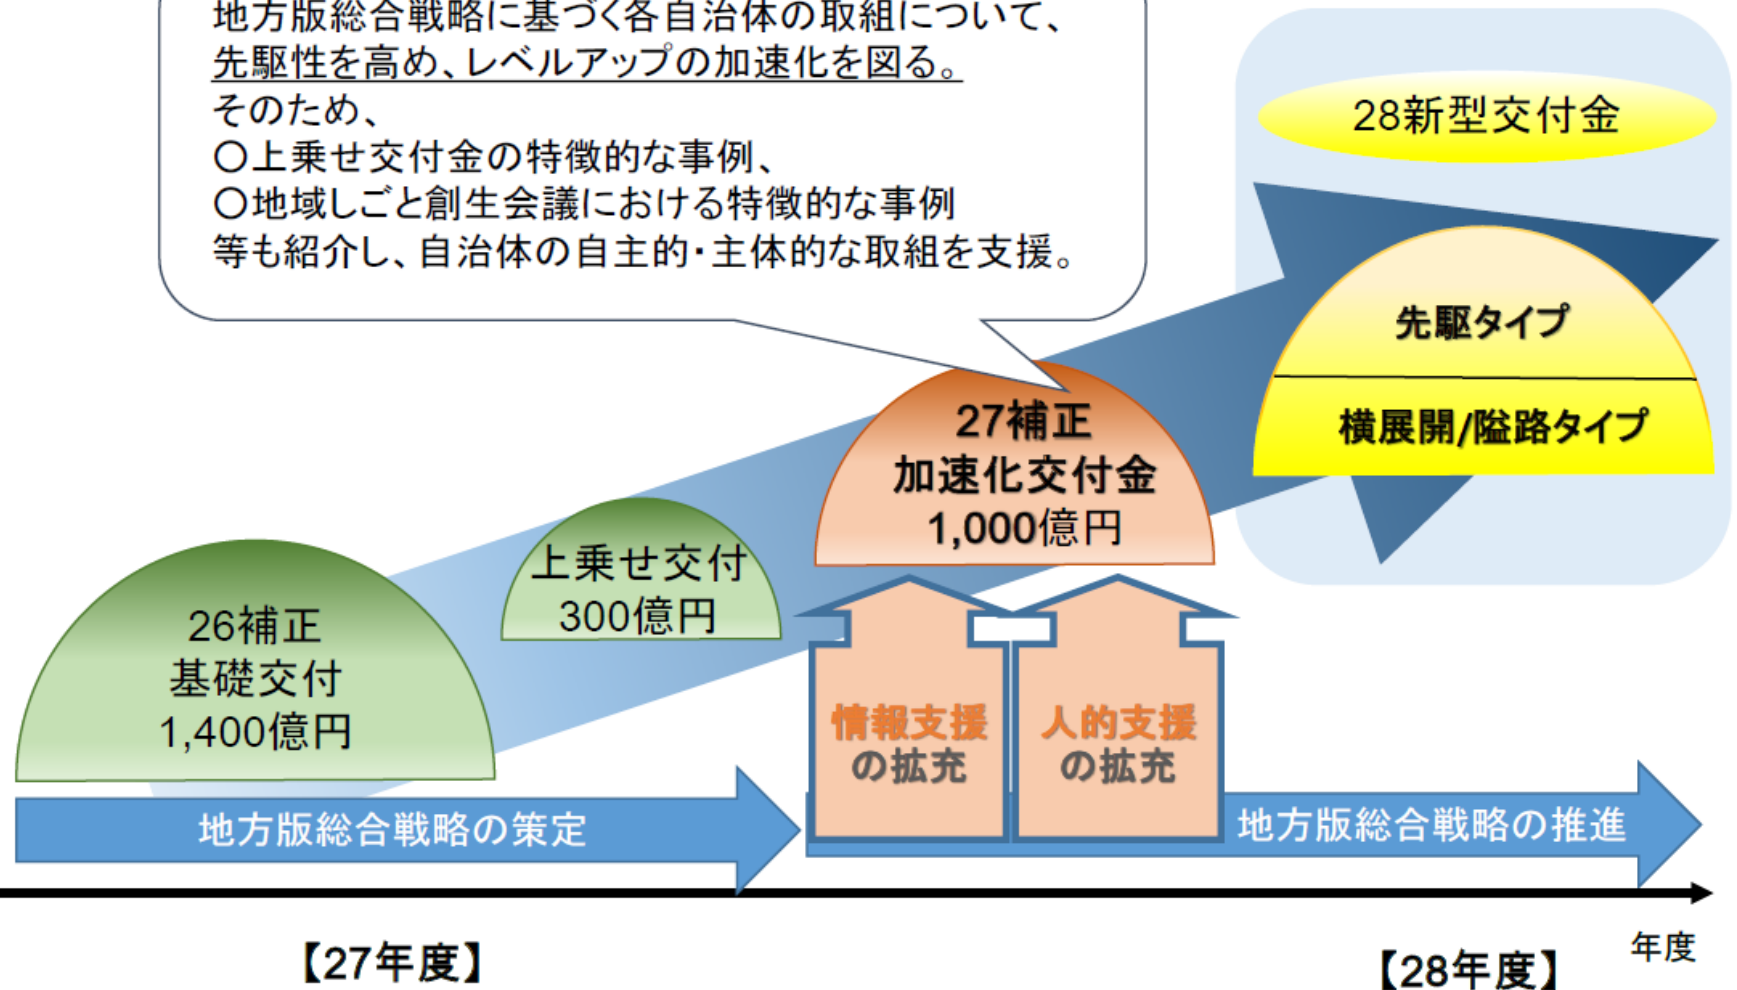 地方版総合戦略に基づく各自治体の取組について、
先駆性を高め、レベルアップの加速化を図る。
そのため、
○上乗せ交付金の特徴的な事例、
○地域しごと創生会議における特徴的な事例
等も紹介し、自治体の自主的・主体的な取組を支援。
28新型交付金
先駆タイプ
横展開/隘路タイプ
27補正
加速化交付金
1,000億円
上乗せ交付
300億円
26補正
基礎交付
1,400億円
情報支援
の拡充
人的支援
の拡充
地方版総合戦略の策定
地方版総合戦略の推進
【27年度】
【28年度】
年度